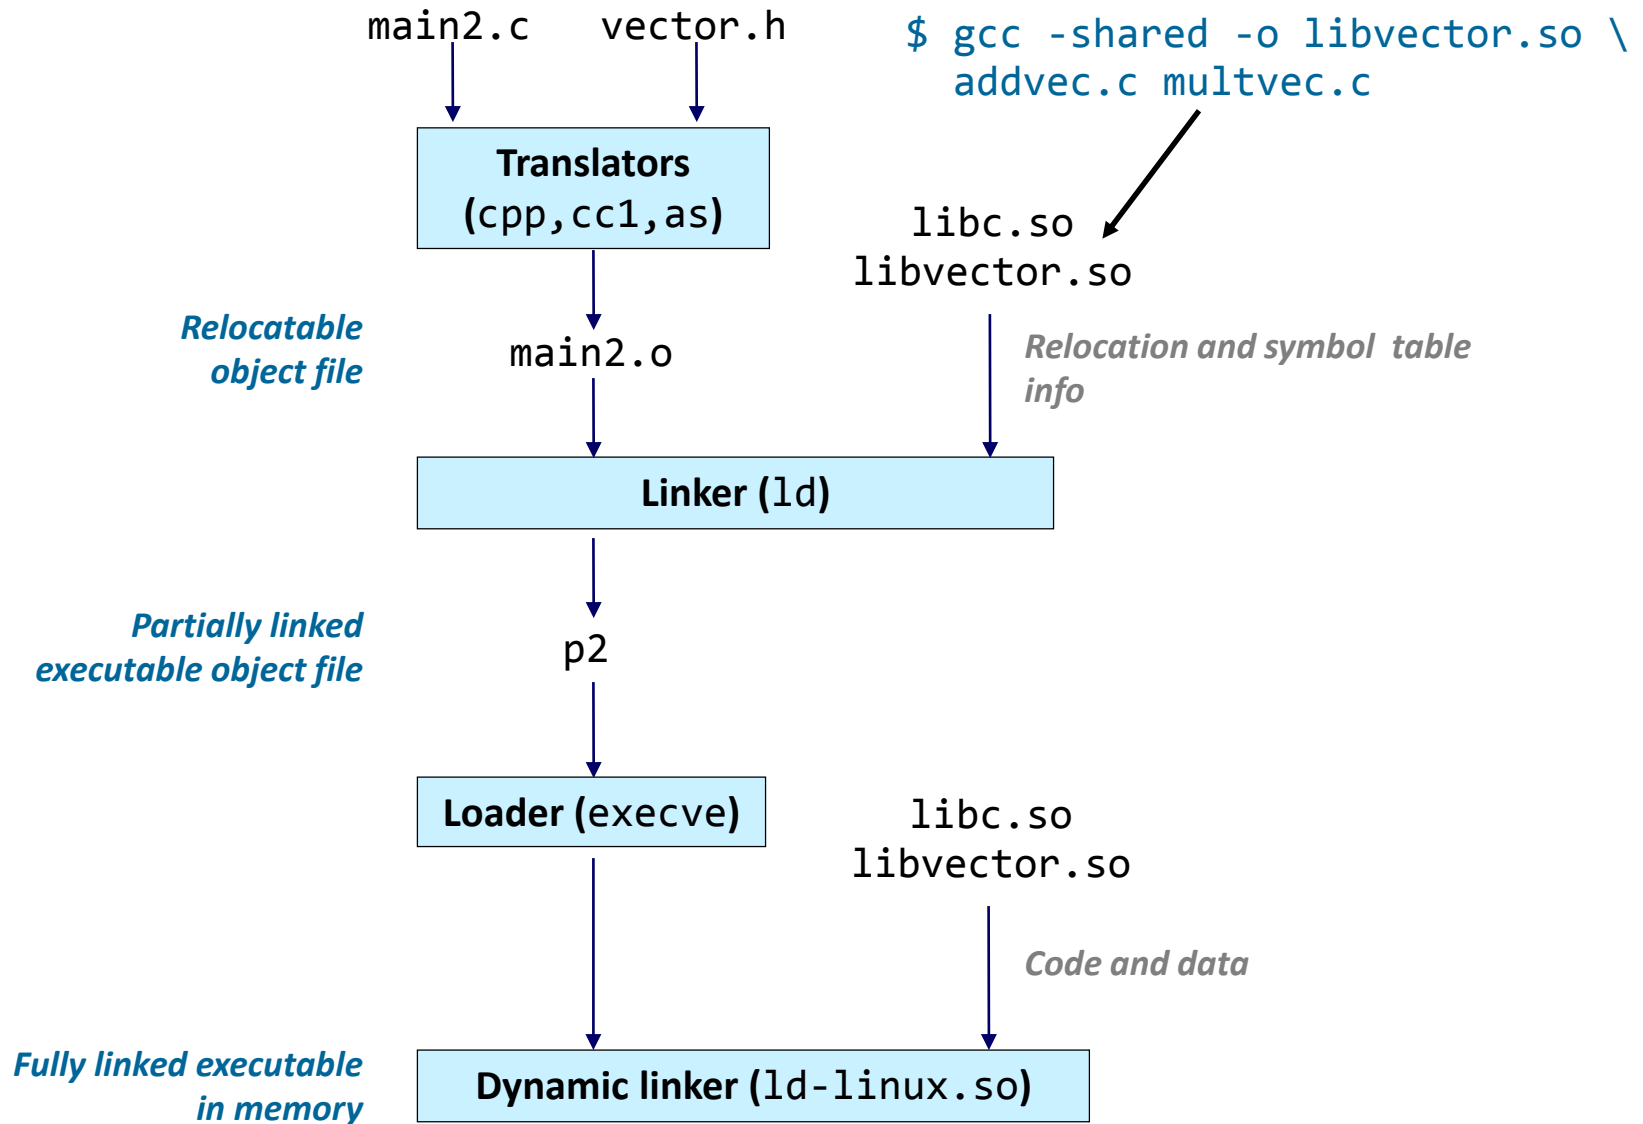 main2.c vector.h
$ gcc -shared -o libvector.so \
addvec.c multvec.c
Translators
(cpp,cc1,as)
libc.so
libvector.so
Relocatable
object file
main2.o
Relocation and symbol table
info
Linker (ld)
Partially linked
executable object file
p2
Loader (execve)
libc.so
libvector.so
Code and data
Fully linked executable
in memory
Dynamic linker (ld-linux.so)